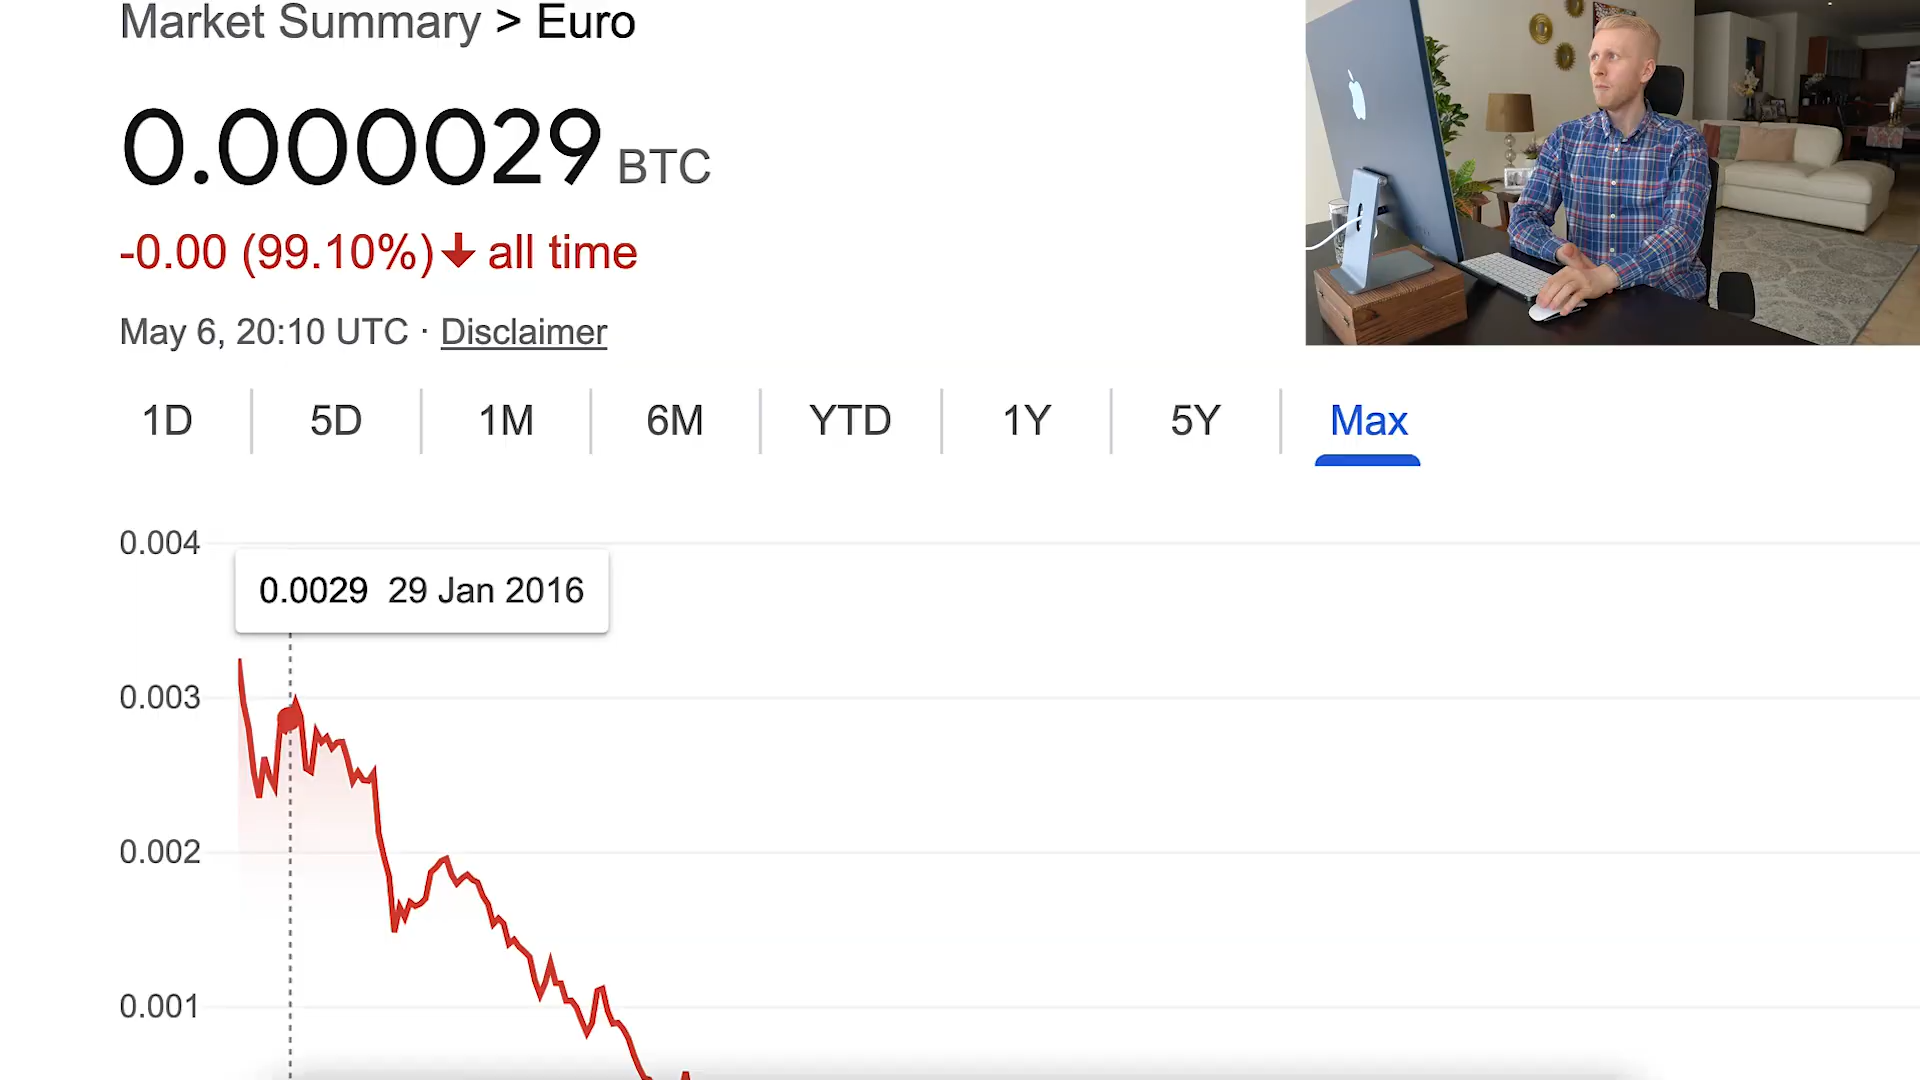 Market Summary > Euro
0.000029 BTC
-0.00 (99.10%)↓ all time
May 6, 20:10 UTC · Disclaimer
1D 5D 1M 6M YTD 1Y 5Y Max
0.004
0.0029 29 Jan 2016
0.003
0.002
0.001